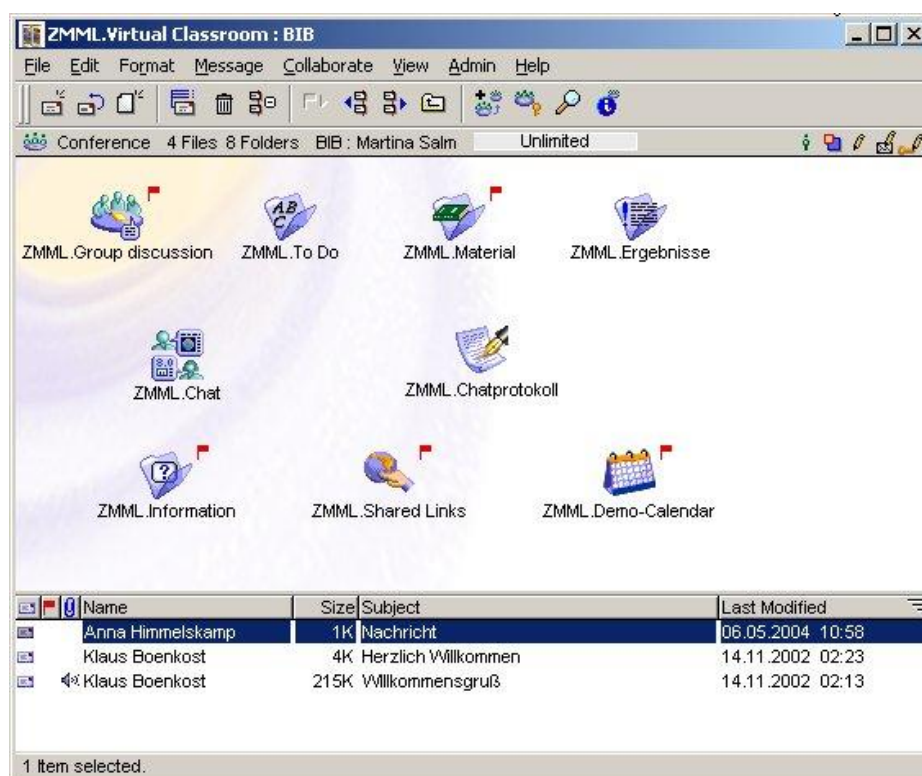 ZMML.Virtual Classroom : BIB
File Edit Format Message Collaborate View Admin Help
Conference 4 Files 8 Folders BIB : Martina Salm Unlimited
ZMML.Group discussion ZMML.To Do ZMML.Material ZMML.Ergebnisse
ZMML.Chat ZMML.Chatprotokoll
ZMML.Information ZMML.Shared Links ZMML.Demo-Calendar
Name Size Subject Last Modified
Anna Himmelskamp 1K Nachricht 06.05.2004 10:58
Klaus Boenkost 4K Herzlich Willkommen 14.11.2002 02:23
Klaus Boenkost 215K Willkommensgruß 14.11.2002 02:13
1 Item selected.